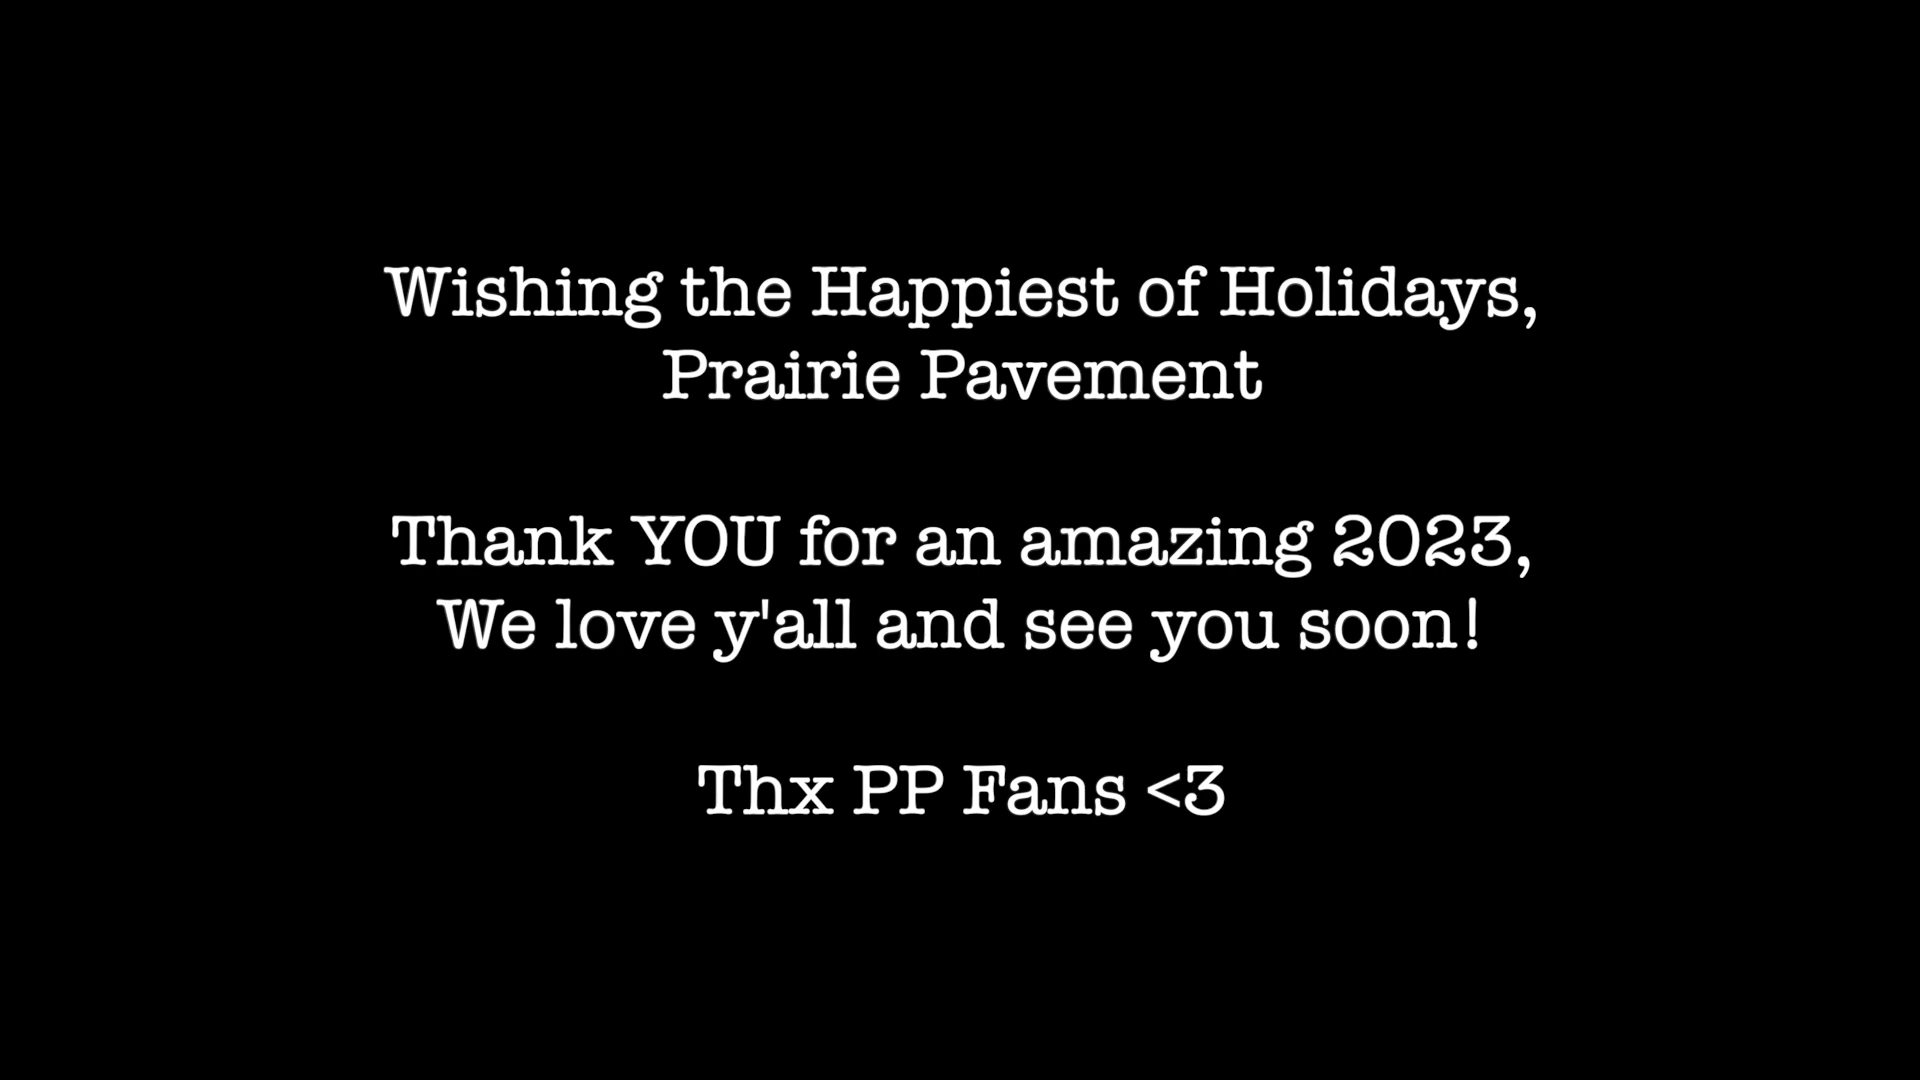 Wishing the Happiest of Holidays,
Prairie Pavement
Thank YOU for an amazing 2023,
We love y'all and see you soon!
Thx PP Fans <3